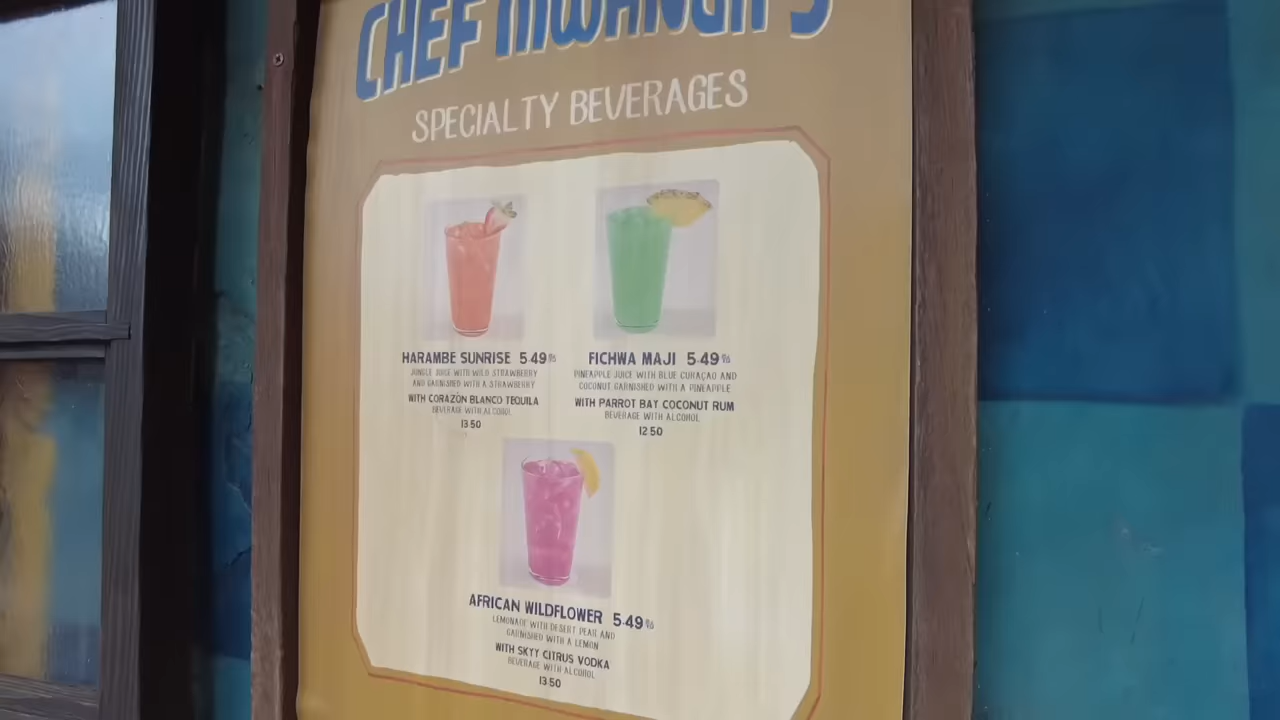 CHEF MWANGI'S
SPECIALTY BEVERAGES
HARAMBE SUNRISE 5.49
JUNGLE JUICE WITH WILD STRAWBERRY
AND GARNISHED WITH A STRAWBERRY
WITH CORAZÓN BLANCO TEQUILA
BEVERAGE WITH ALCOHOL
13.50
FICHWA MAJI 5.49
PINEAPPLE JUICE WITH BLUE CURAÇAO AND
COCONUT GARNISHED WITH A PINEAPPLE
WITH PARROT BAY COCONUT RUM
BEVERAGE WITH ALCOHOL
12.50
AFRICAN WILDFLOWER 5.49
LEMONADE WITH DESERT PEAR AND
GARNISHED WITH A LEMON
WITH SKYY CITRUS VODKA
BEVERAGE WITH ALCOHOL
13.50